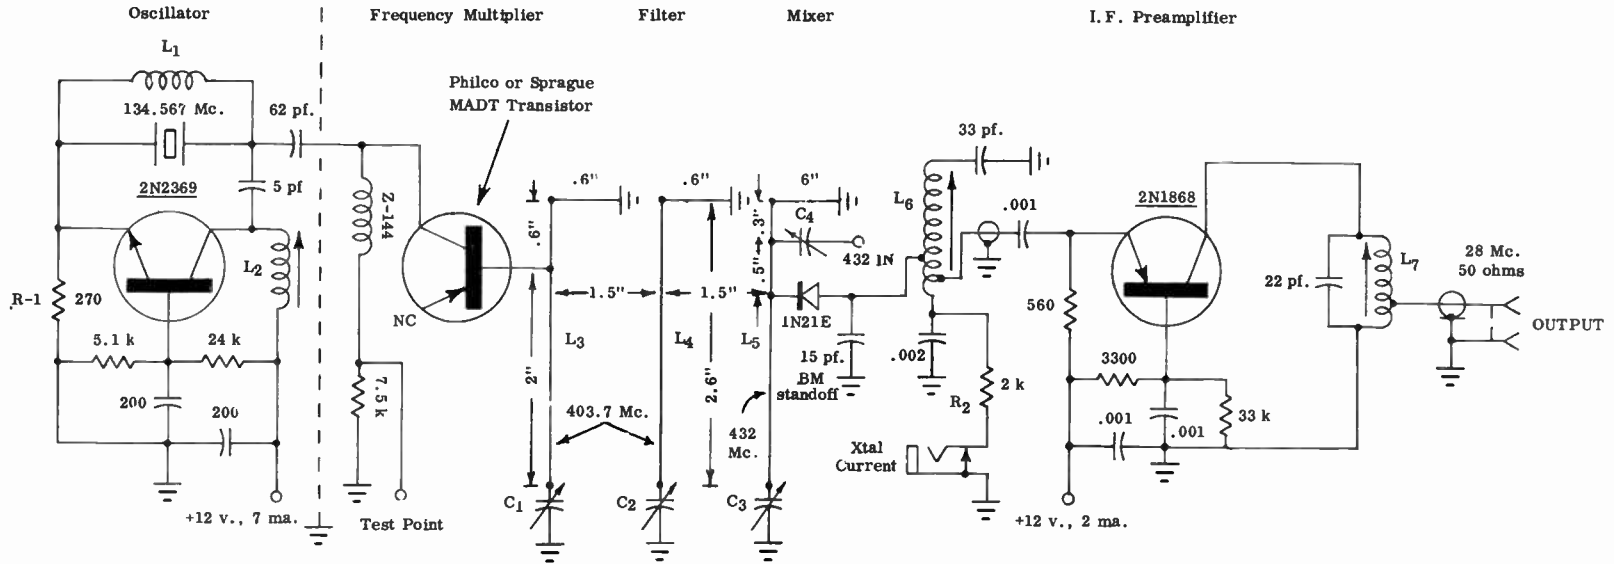 Oscillator
Frequency Multiplier
Filter
Mixer
I.F. Preamplifier
L1
134.567 Mc.
62 pf.
2N2369
5 pf
L2
R-1
270
5.1 k
24 k
200
200
+12 v., 7 ma.
Philco or Sprague
MADT Transistor
Z-144
NC
7.5 k
Test Point
.6"
.6"
2"
1.5"
L3
403.7 Mc.
C1
.6"
1.5"
L4
2.6"
C2
6"
.3"
.5"
C4
432 IN
L5
1N21E
15 pf.
BM
standoff
432
Mc.
C3
33 pf.
L6
.001
.002
2 k
R2
Xtal
Current
2N1868
560
3300
.001
.001
33 k
+12 v., 2 ma.
22 pf.
L7
28 Mc.
50 ohms
OUTPUT